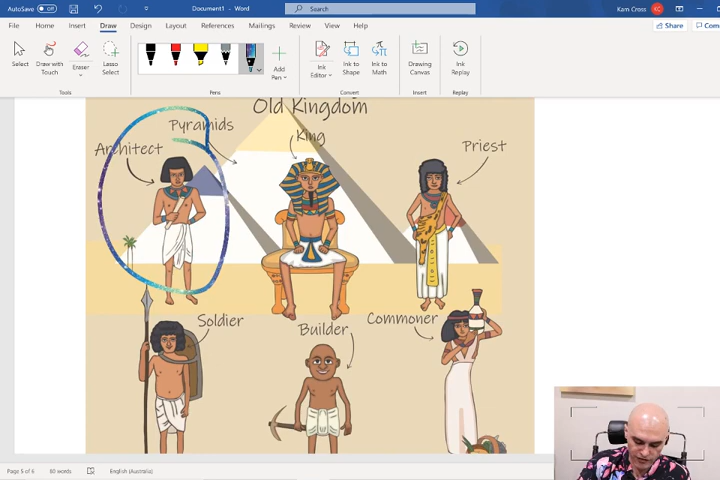 AutoSave Off Document1 - Word Search Kam Cross KC
File Home Insert Draw Design Layout References Mailings Review View Help Share
Select Draw with Touch Eraser Lasso Select Add Pen Ink Editor Ink to Shape Ink to Math Drawing Canvas Ink Replay
Tools Pens Convert Insert Replay
Old Kingdom
Pyramids
King
Architect
Priest
Soldier
Builder
Commoner
Page 5 of 6 80 words English (Australia)